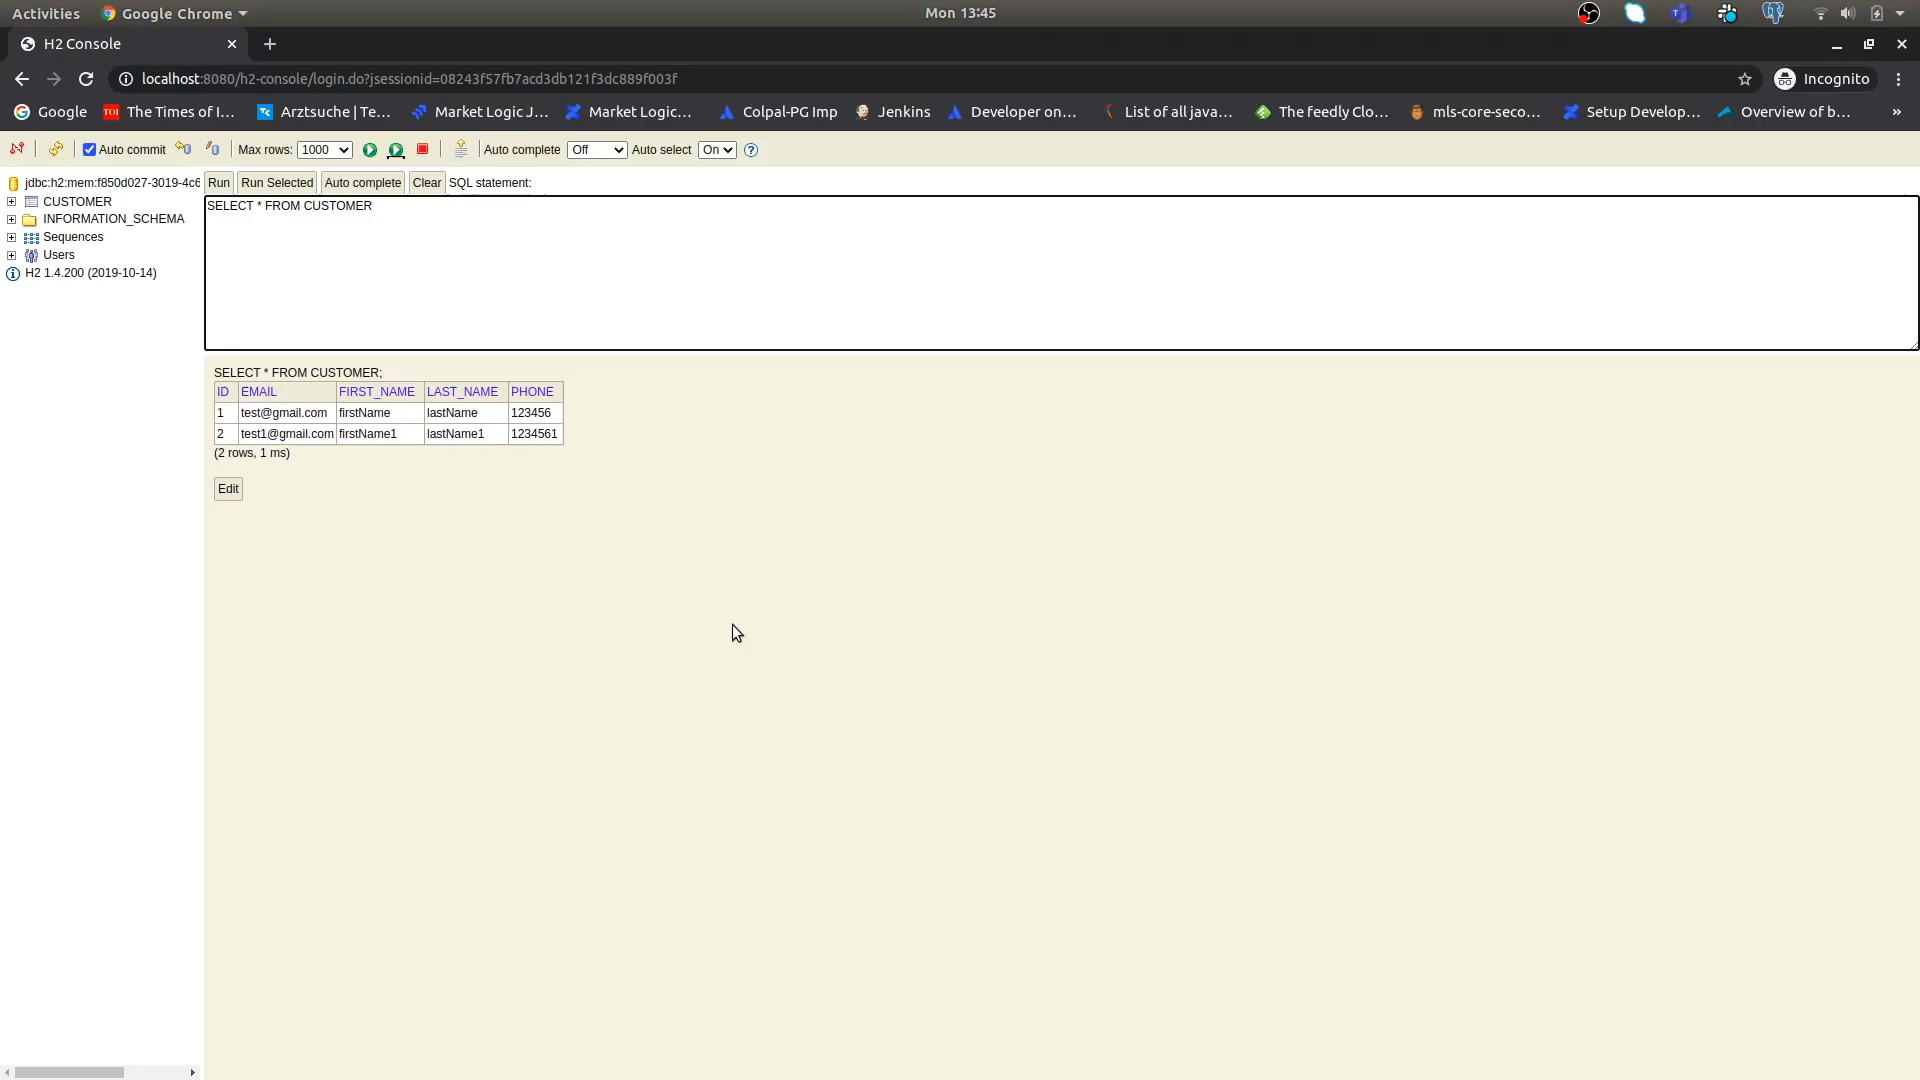 Activities Google Chrome Mon 13:45
H2 Console
localhost:8080/h2-console/login.do?jsessionid=08243f57fb7acd3db121f3dc889f003f Incognito
Google The Times of I... Arztsuche | Te... Market Logic J... Market Logic... Colpal-PG Imp Jenkins Developer on... List of all java... The feedly Clo... mls-core-seco... Setup Develop... Overview of b... »
Auto commit Max rows: 1000 Auto complete Off Auto select On
jdbc:h2:mem:f850d027-3019-4c6
CUSTOMER
INFORMATION_SCHEMA
Sequences
Users
H2 1.4.200 (2019-10-14)
Run Run Selected Auto complete Clear SQL statement:
SELECT * FROM CUSTOMER
SELECT * FROM CUSTOMER;
ID EMAIL FIRST_NAME LAST_NAME PHONE
1 test@gmail.com firstName lastName 123456
2 test1@gmail.com firstName1 lastName1 1234561
(2 rows, 1 ms)
Edit